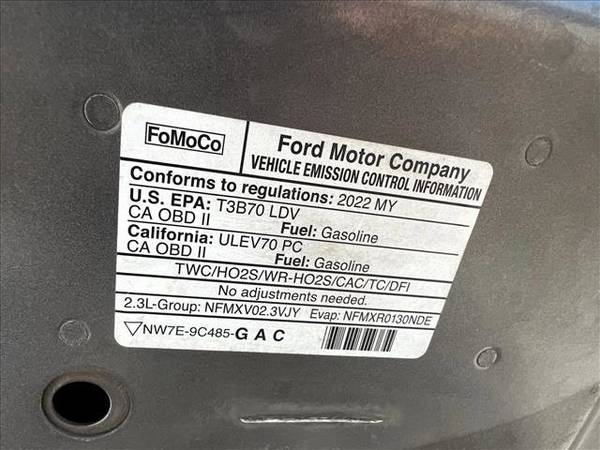 FoMoCo
Ford Motor Company
VEHICLE EMISSION CONTROL INFORMATION
Conforms to regulations: 2022 MY
U.S. EPA: T3B70 LDV
CA OBD II Fuel: Gasoline
California: ULEV70 PC
CA OBD II Fuel: Gasoline
TWC/HO2S/WR-HO2S/CAC/TC/DFI
No adjustments needed.
2.3L-Group: NFMXV02.3VJY Evap: NFMXR0130NDE
NW7E-9C485-GAC